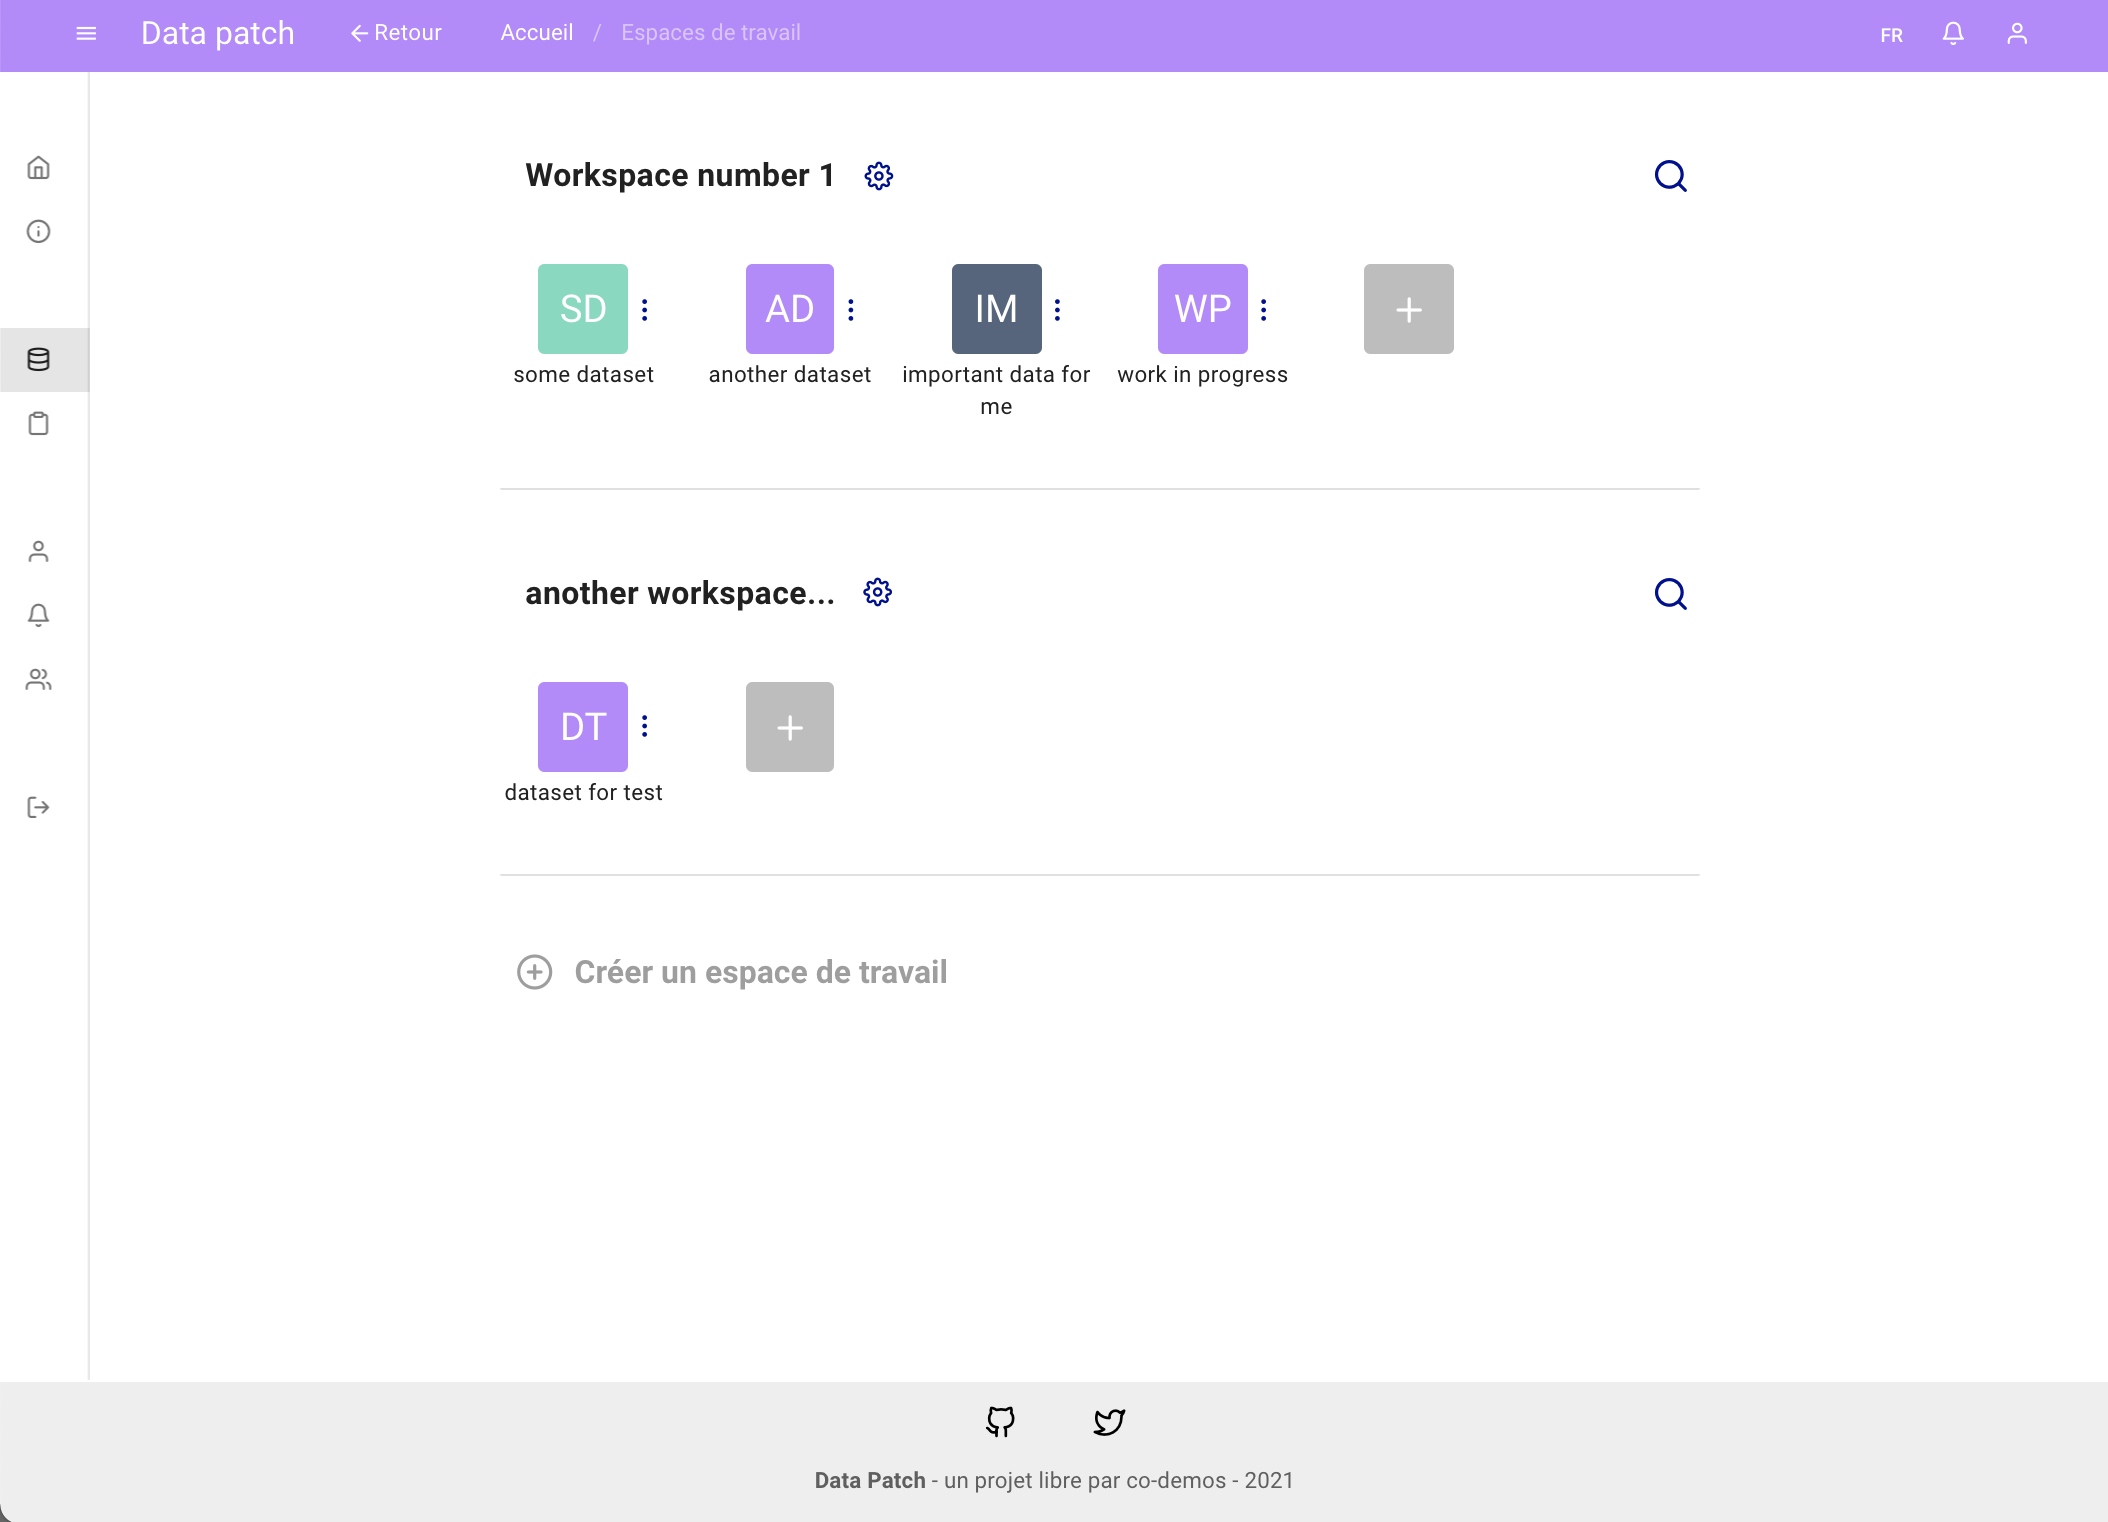 Data patch
Retour
Accueil / Espaces de travail
FR
Workspace number 1
SD
AD
IM
WP
some dataset
another dataset
important data for
me
work in progress
another workspace...
DT
dataset for test
Créer un espace de travail
Data Patch - un projet libre par co-demos - 2021